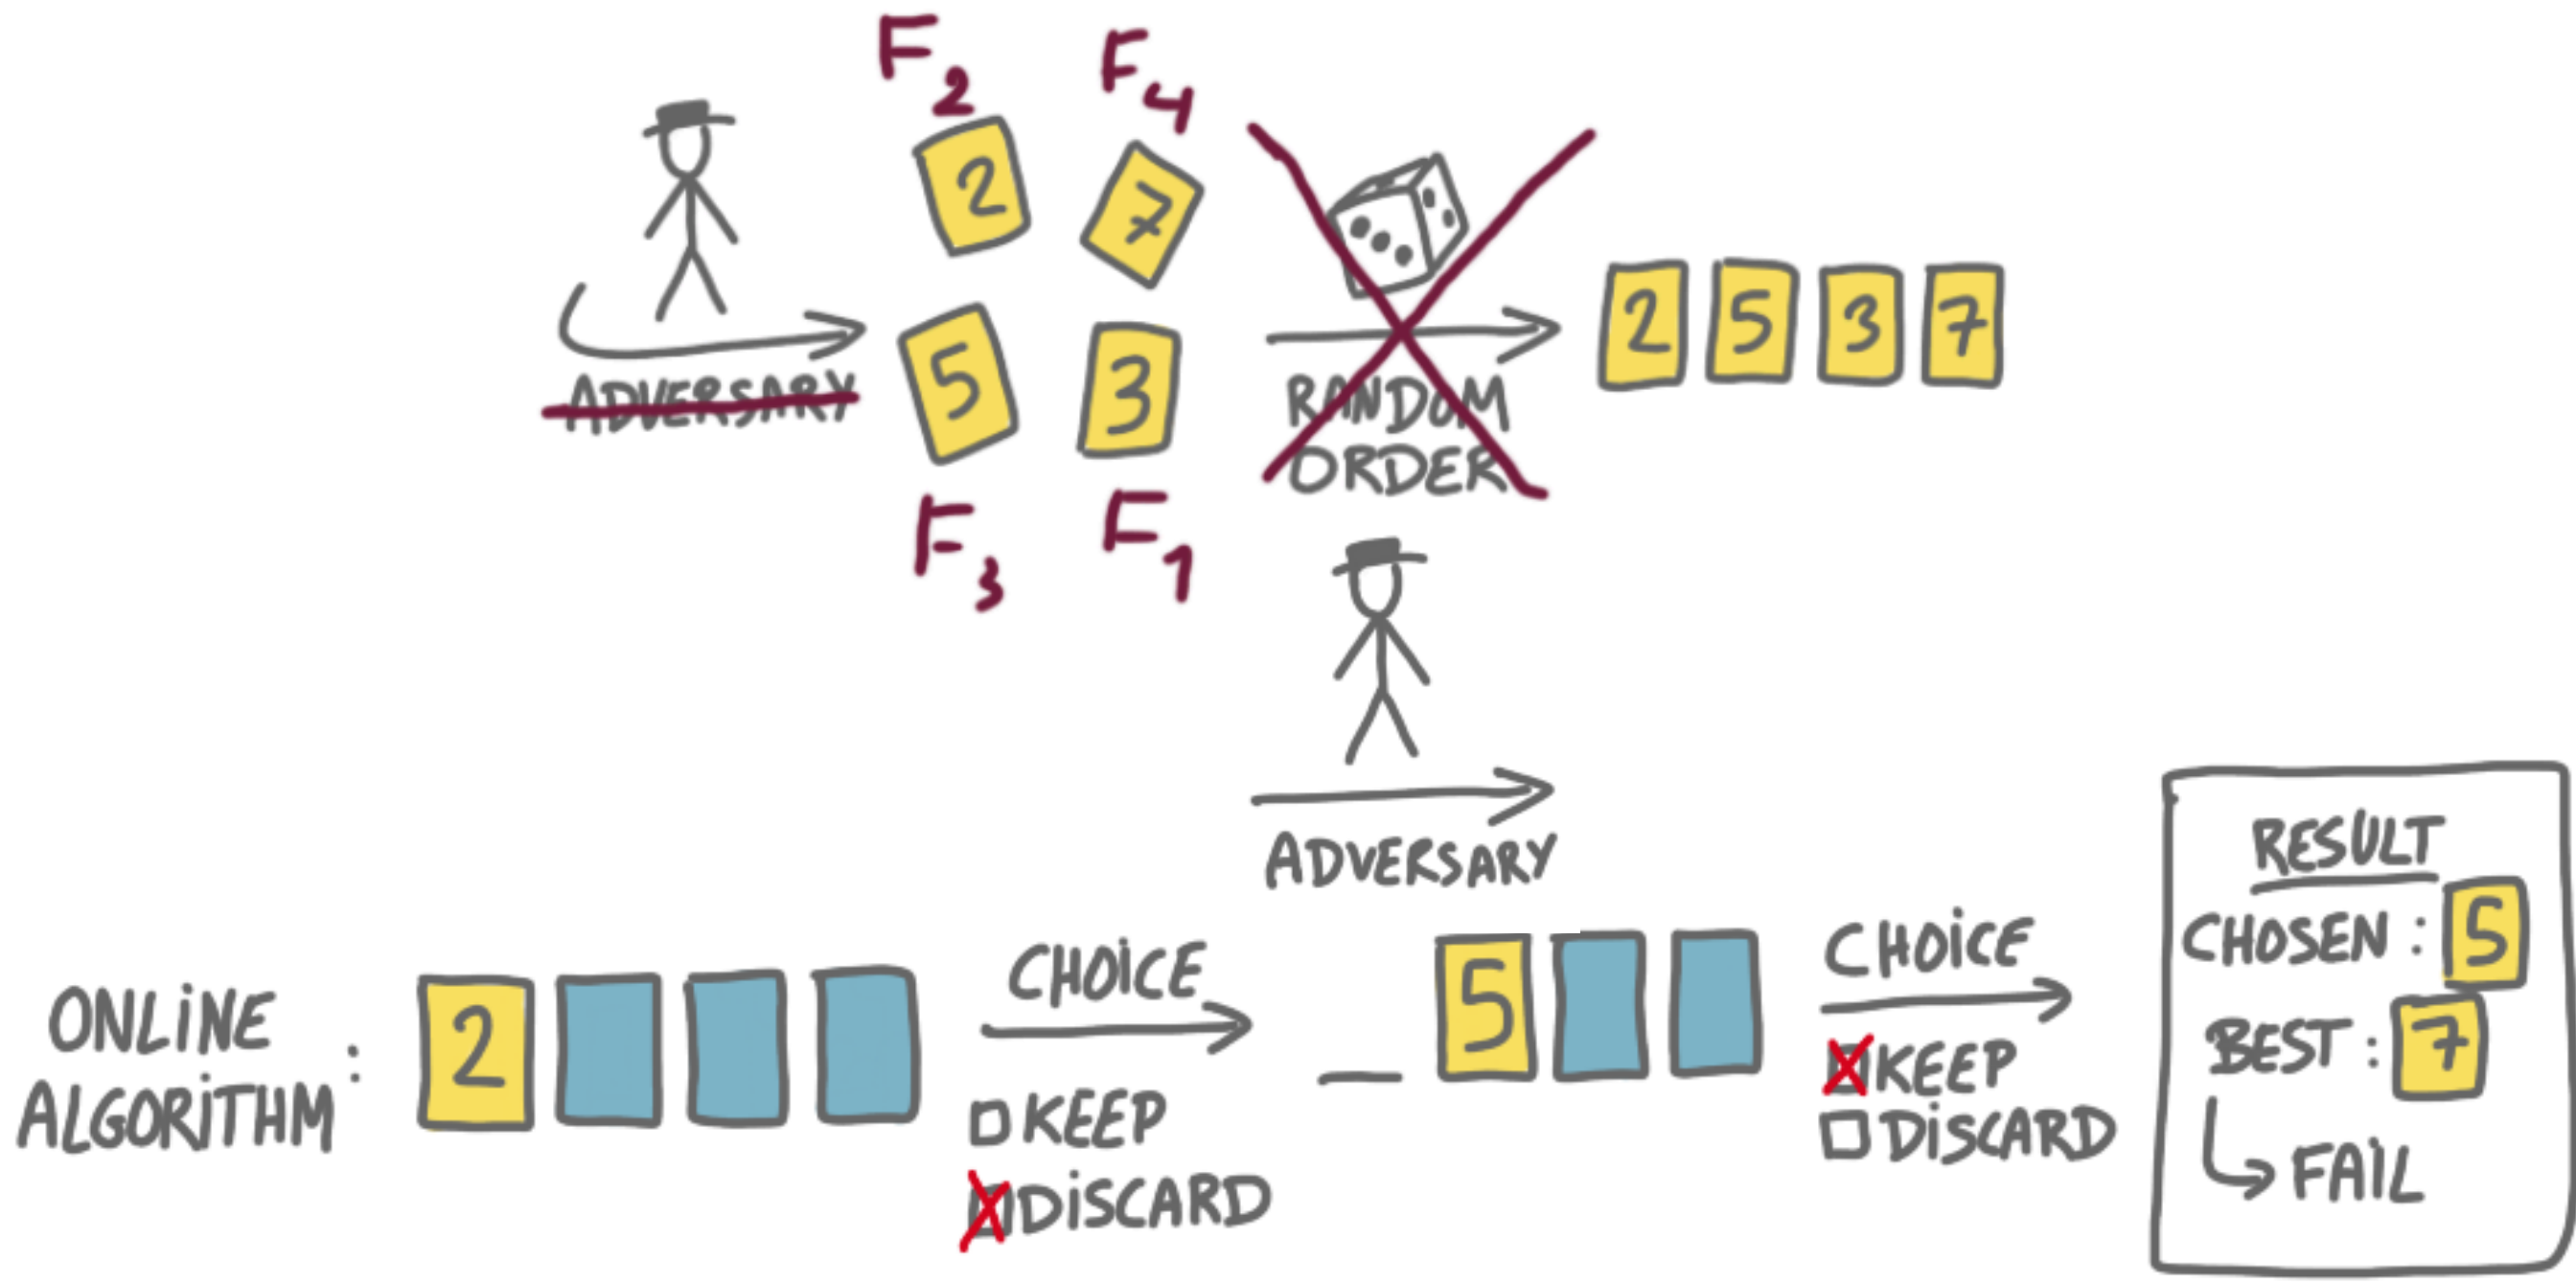 F2
F4
2
7
ADVERSARY
5
3
RANDOM
ORDER
2 5 3 7
F3
F1
ADVERSARY
ONLINE
ALGORITHM :
2
CHOICE
KEEP
DISCARD
5
CHOICE
KEEP
DISCARD
RESULT
CHOSEN : 5
BEST : 7
FAIL